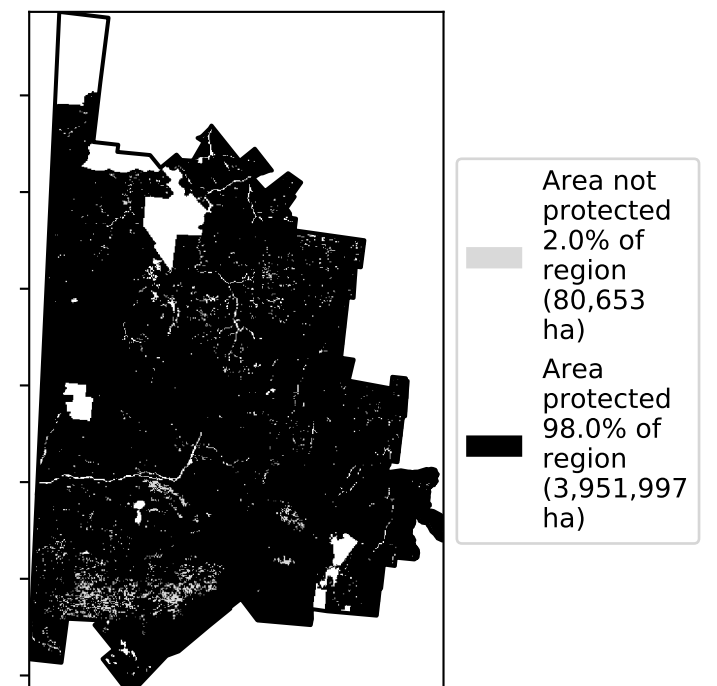 Area not
protected
2.0% of
region
(80,653
ha)
Area
protected
98.0% of
region
(3,951,997
ha)